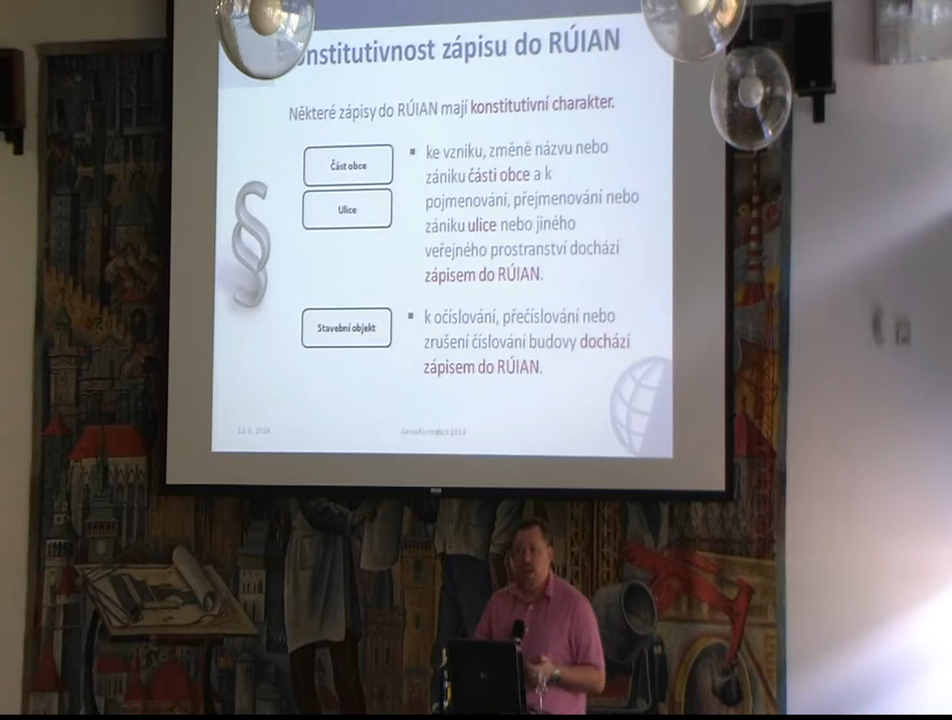 onstitutivnost zápisu do RÚIAN
Některé zápisy do RÚIAN mají konstitutivní charakter.
Část obce
Ulice
▪ ke vzniku, změně názvu nebo
zániku části obce a k
pojmenování, přejmenování nebo
zániku ulice nebo jiného
veřejného prostranství dochází
zápisem do RÚIAN.
Stavební objekt
▪ k očíslování, přečíslování nebo
zrušení číslování budovy dochází
zápisem do RÚIAN.
2014